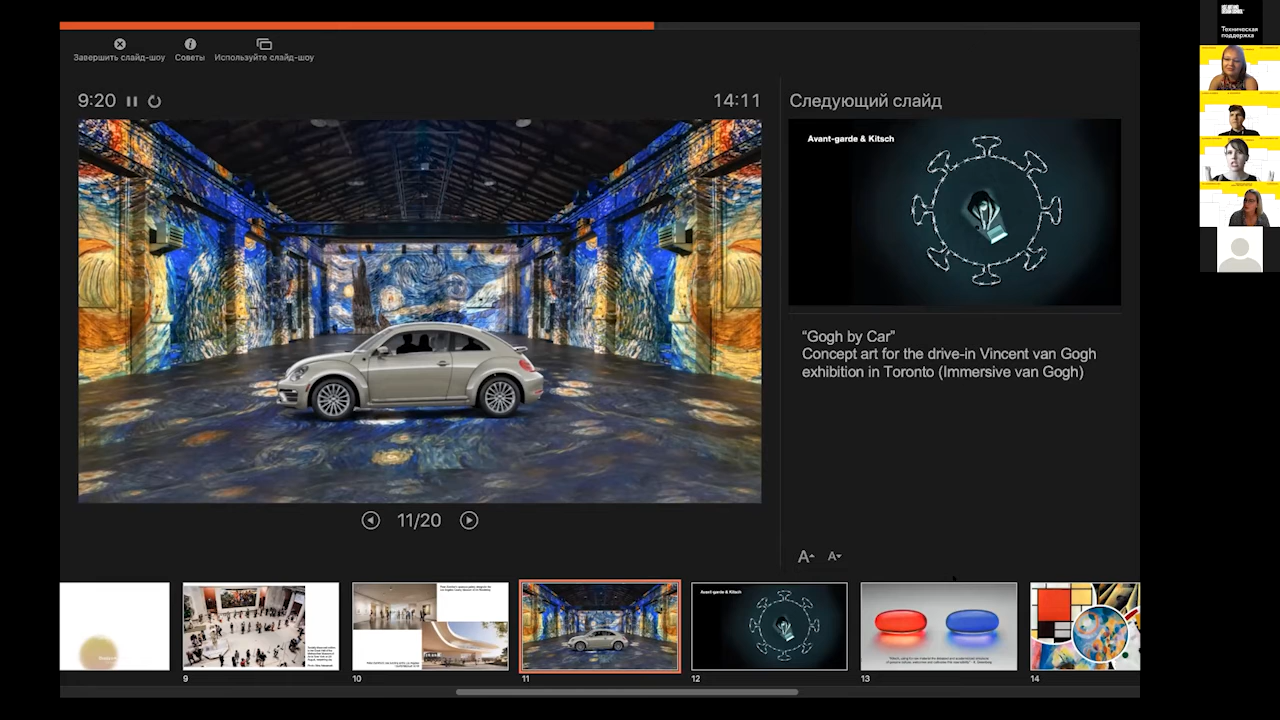 Завершить слайд-шоу
Советы
Используйте слайд-шоу
9:20
14:11
Следующий слайд
Avant-garde & Kitsch
“Gogh by Car”
Concept art for the drive-in Vincent van Gogh
exhibition in Toronto (Immersive van Gogh)
11/20
A
A
Avant-garde & Kitsch
9
10
11
12
13
14
Техническая
поддержка